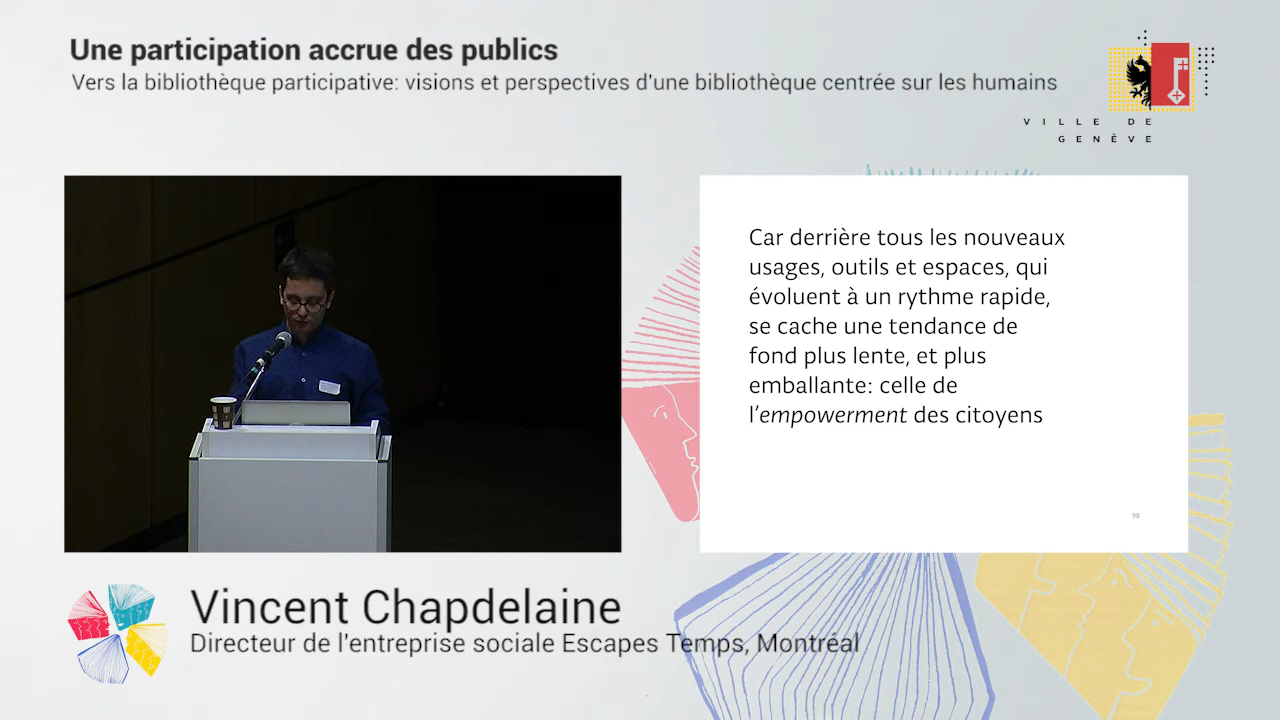 Une participation accrue des publics
Vers la bibliothèque participative: visions et perspectives d'une bibliothèque centrée sur les humains
VILLE DE
GENÈVE
Car derrière tous les nouveaux
usages, outils et espaces, qui
évoluent à un rythme rapide,
se cache une tendance de
fond plus lente, et plus
emballante: celle de
l'empowerment des citoyens
98
Vincent Chapdelaine
Directeur de l'entreprise sociale Escapes Temps, Montréal